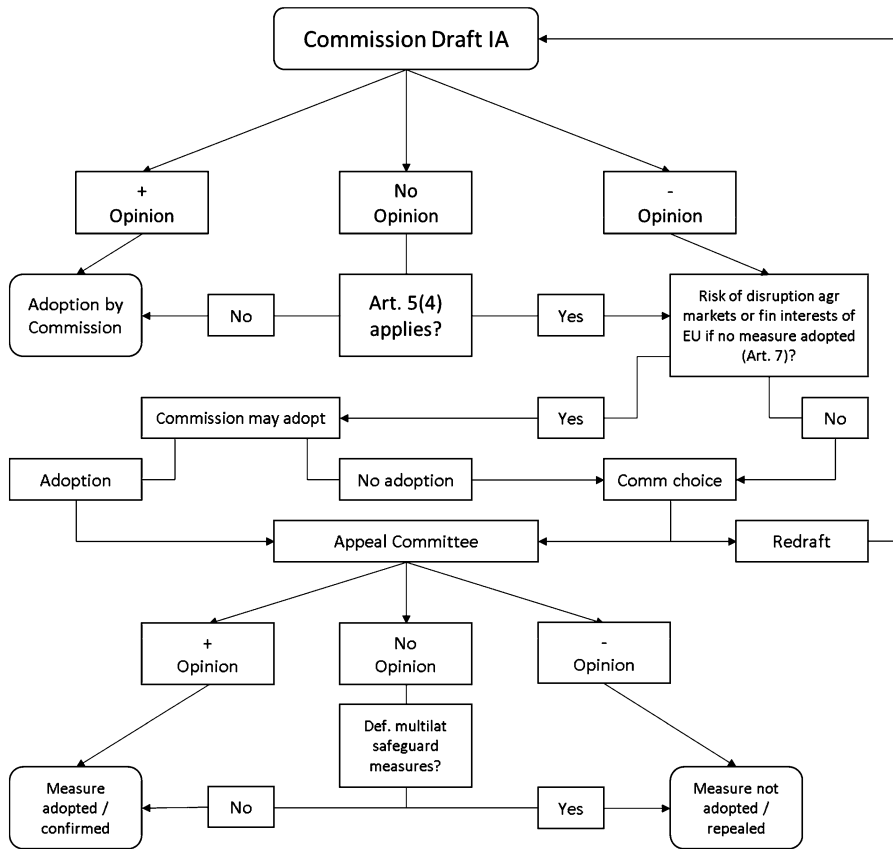 Commission Draft IA
+
Opinion
No
Opinion
-
Opinion
Adoption by
Commission
No
Art. 5(4)
applies?
Yes
Risk of disruption agr
markets or fin interests of
EU if no measure adopted
(Art. 7)?
Commission may adopt
Yes
No
Adoption
No adoption
Comm choice
Appeal Committee
Redraft
+
Opinion
No
Opinion
-
Opinion
Def. multilat
safeguard
measures?
Measure
adopted /
confirmed
No
Yes
Measure not
adopted /
repealed